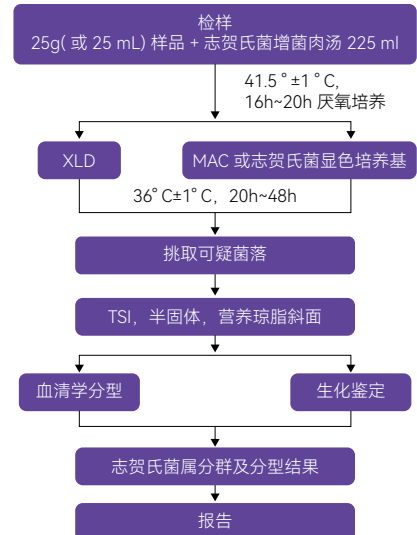 检样
25g( 或 25 mL) 样品 + 志贺氏菌增菌肉汤 225 ml
41.5°±1°C,
16h~20h 厌氧培养
XLD
MAC 或志贺氏菌显色培养基
36°C±1°C, 20h~48h
挑取可疑菌落
TSI, 半固体, 营养琼脂斜面
血清学分型
生化鉴定
志贺氏菌属分群及分型结果
报告